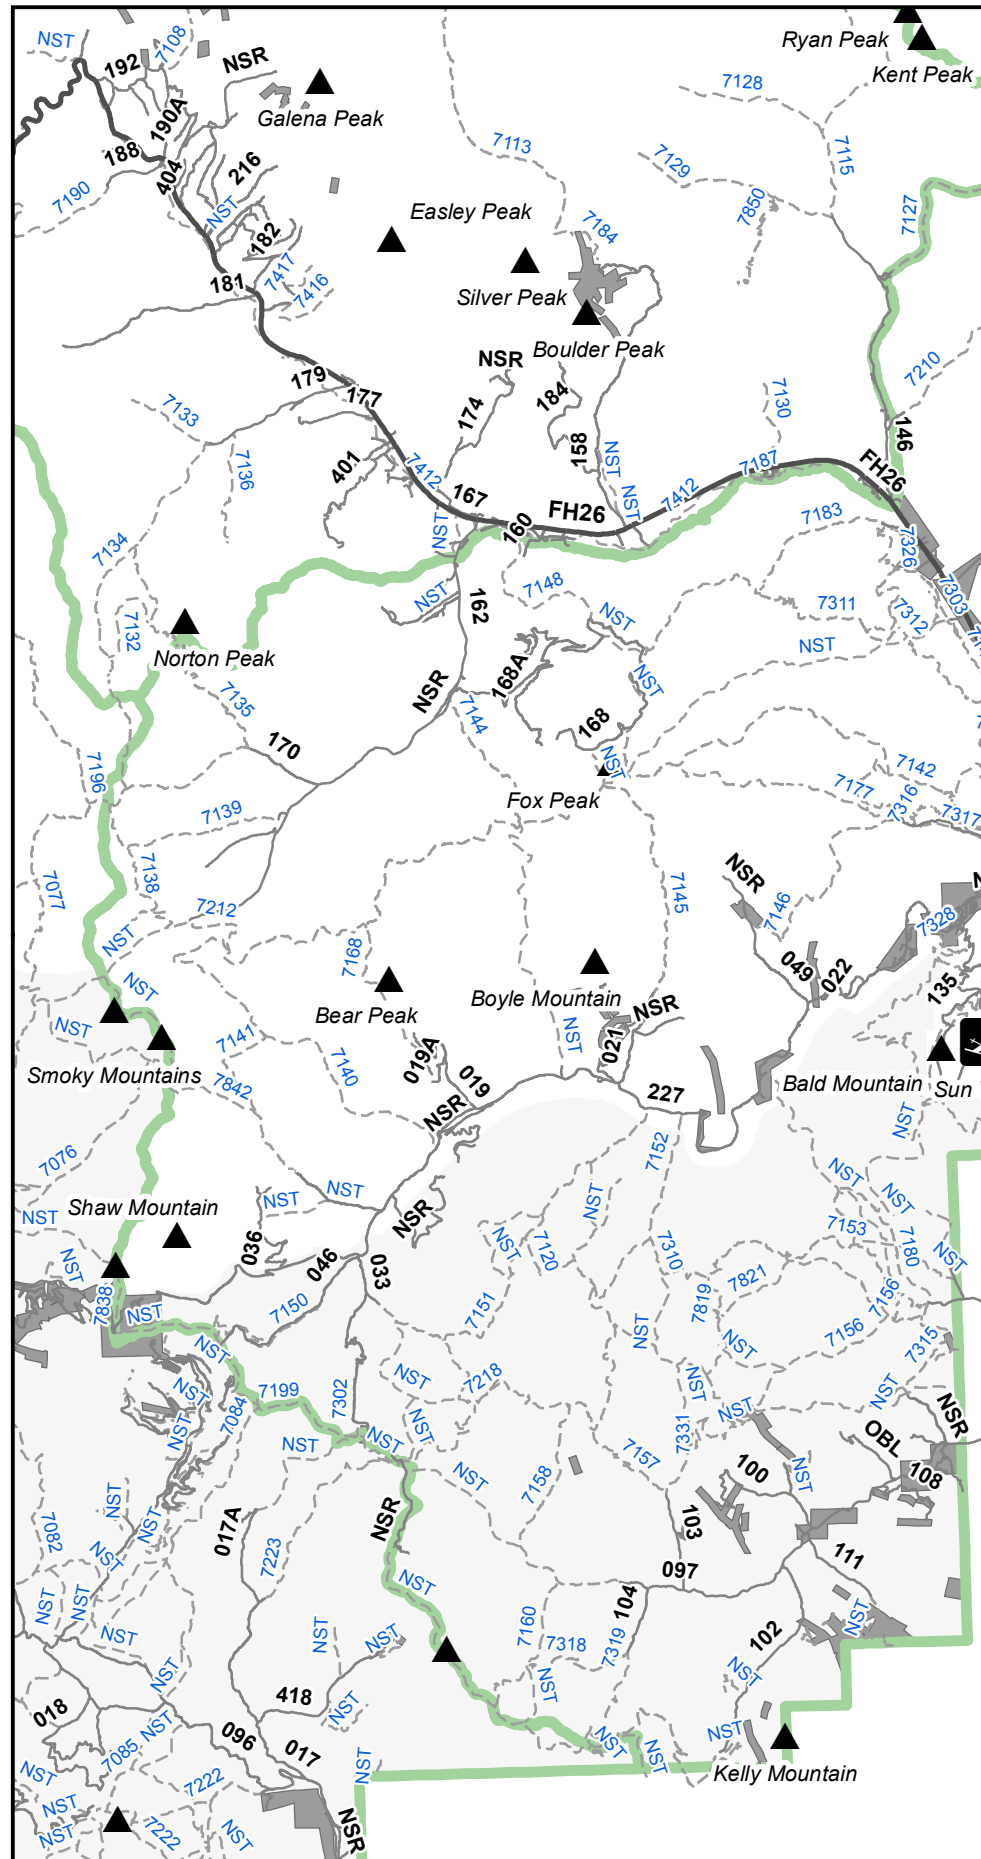 Ryan Peak
NST
7108
192
NSR
Kent Peak
7128
Galena Peak
190A
7113
7115
188
404
216
7129
7190
NST
7850
7127
Easley Peak
7184
182
7417
181
7416
Silver Peak
Boulder Peak
NSR
7210
179
177
184
174
7133
7130
146
158
401
7136
7412
NST
7187
FH26
167
7412
NST
FH26
160
NST
7183
7134
7326
7303
7148
NST
162
7311
7312
NST
7132
NST
Norton Peak
168A
NSR
NST
7135
7144
168
170
NST
7142
7196
Fox Peak
7177
7316
7317
7139
7138
NSR
7077
7145
7146
7212
7328
NST
7168
049
022
NST
135
Bear Peak
Boyle Mountain
NSR
NST
7141
021
NST
019A
7140
Smoky Mountains
Bald Mountain
Sun
7842
019
227
NSR
NST
7152
7076
NST
NST
NST
NST
NST
Shaw Mountain
NST
NSR
7153
036
NST
7120
7310
7180
NST
046
033
NST
7821
7838
7150
7151
7819
7156
NST
NST
7156
7315
NST
NST
NST
7218
7199
NST
NST
NST
7302
7084
NST
NSR
NST
NST
NST
NST
7331
OBL
7157
NST
7158
100
108
NST
NSR
017A
103
7082
NST
NST
7223
097
111
NST
104
NST
NST
7160
NST
NST
NST
NST
7318
7319
102
NST
NST
NST
NST
418
NST
018
NST
096
NST
NST
7085
017
NST
NST
NST
Kelly Mountain
NST
7222
NST
NST
7222
NST
NSR